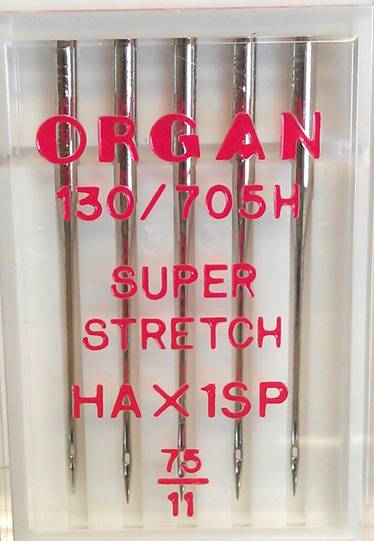 ORGAN
130/705H
SUPER
STRETCH
HA×1SP
75
11